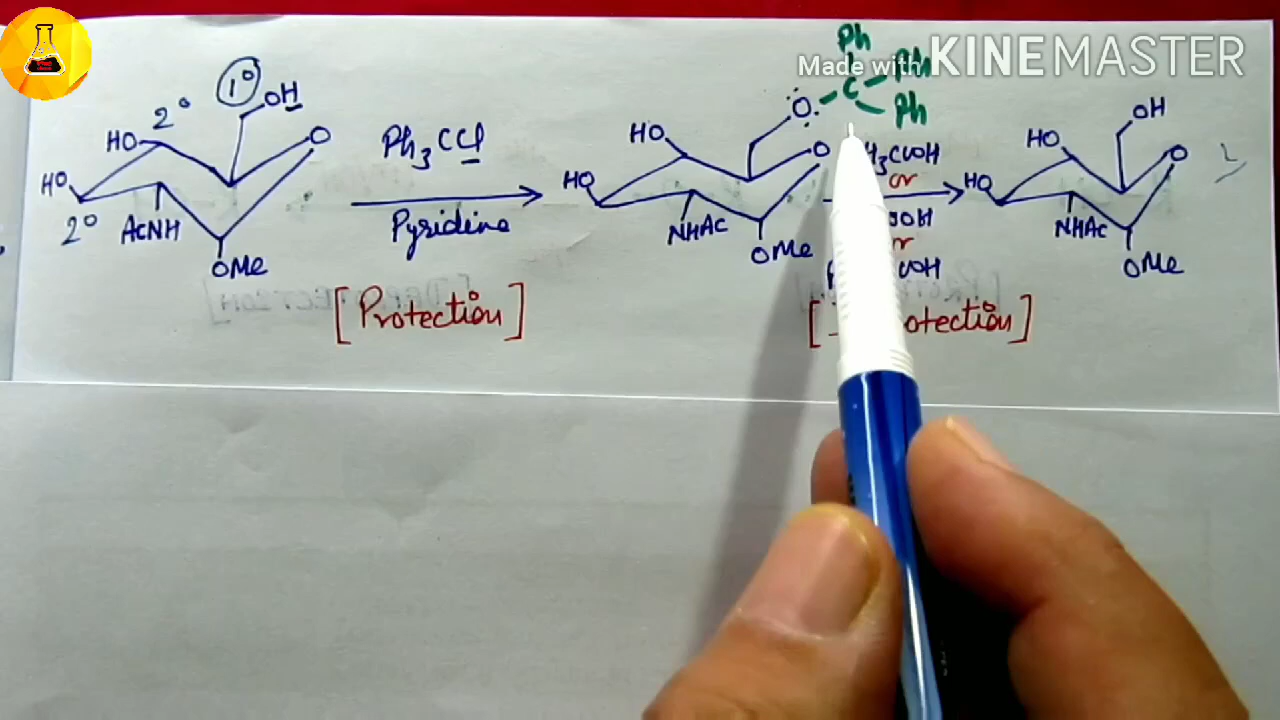 Made with KINEMASTER
1°
OH
2°
HO
O
HO
2°
AcNH
OMe
Ph3CCl
Pyridine
[Protection]
Ph
Ph
Ph
C
O
HO
O
HO
NHAc
OMe
or
or
OH
HO
O
HO
NHAc
OMe